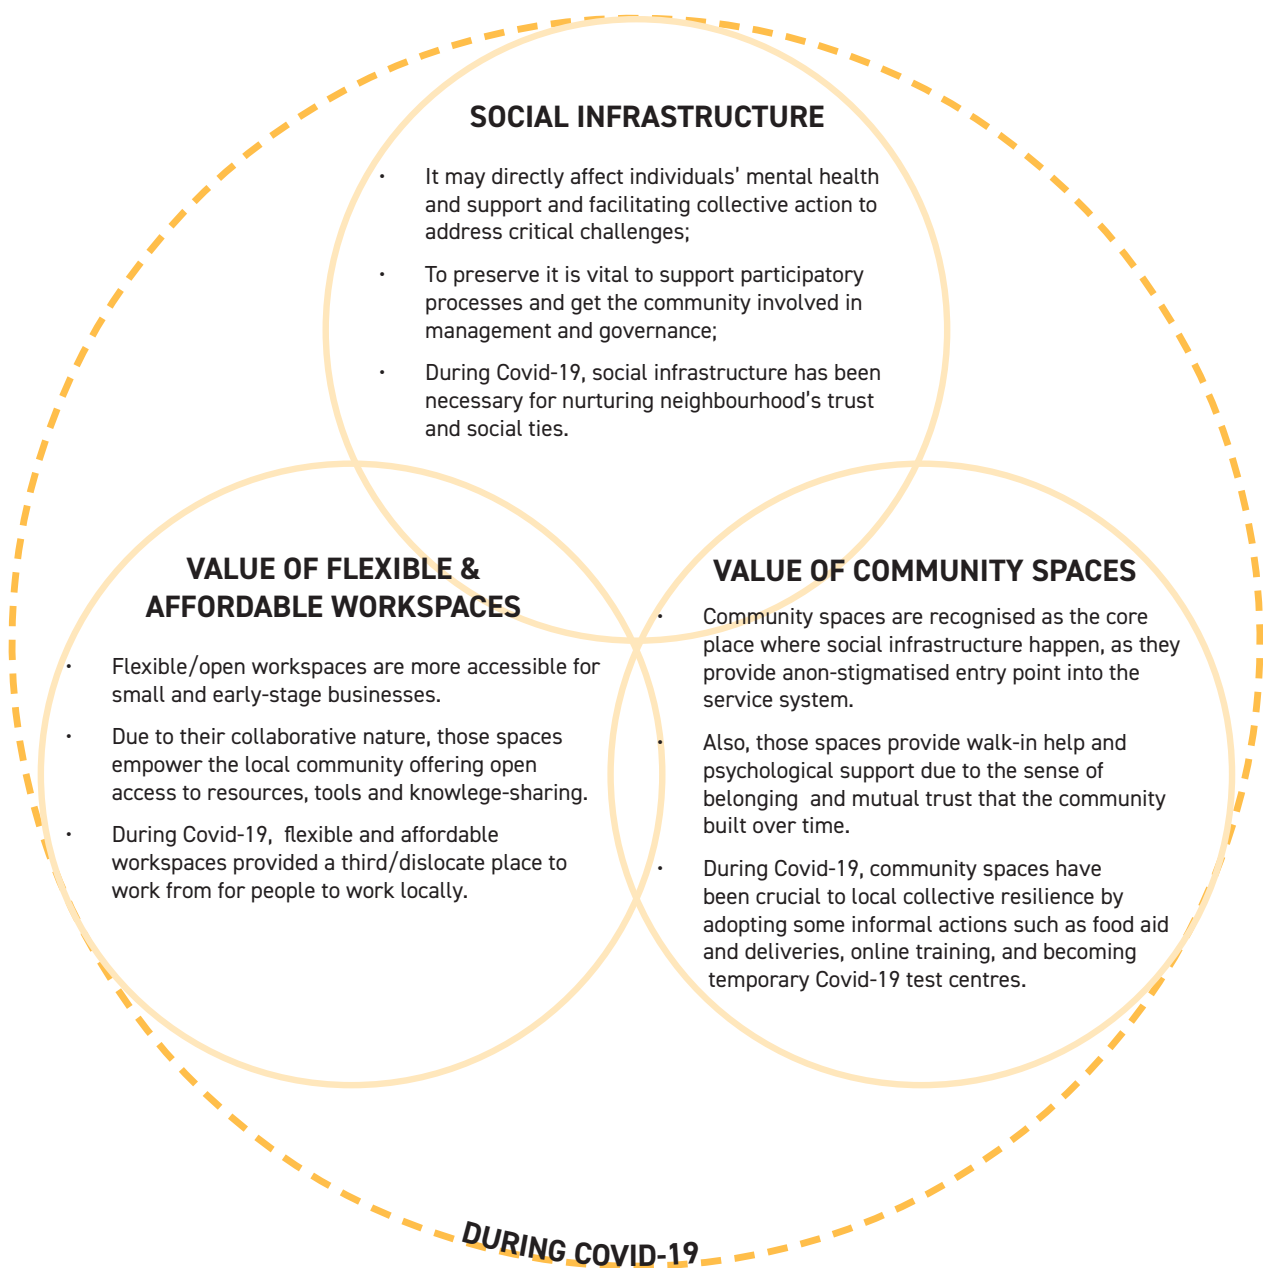 SOCIAL INFRASTRUCTURE
• It may directly affect individuals' mental health
and support and facilitating collective action to
address critical challenges;
• To preserve it is vital to support participatory
processes and get the community involved in
management and governance;
• During Covid-19, social infrastructure has been
necessary for nurturing neighbourhood's trust
and social ties.
VALUE OF FLEXIBLE &
AFFORDABLE WORKSPACES
• Flexible/open workspaces are more accessible for
small and early-stage businesses.
• Due to their collaborative nature, those spaces
empower the local community offering open
access to resources, tools and knowlege-sharing.
• During Covid-19, flexible and affordable
workspaces provided a third/dislocate place to
work from for people to work locally.
VALUE OF COMMUNITY SPACES
• Community spaces are recognised as the core
place where social infrastructure happen, as they
provide anon-stigmatised entry point into the
service system.
• Also, those spaces provide walk-in help and
psychological support due to the sense of
belonging and mutual trust that the community
built over time.
• During Covid-19, community spaces have
been crucial to local collective resilience by
adopting some informal actions such as food aid
and deliveries, online training, and becoming
temporary Covid-19 test centres.
DURING COVID-19